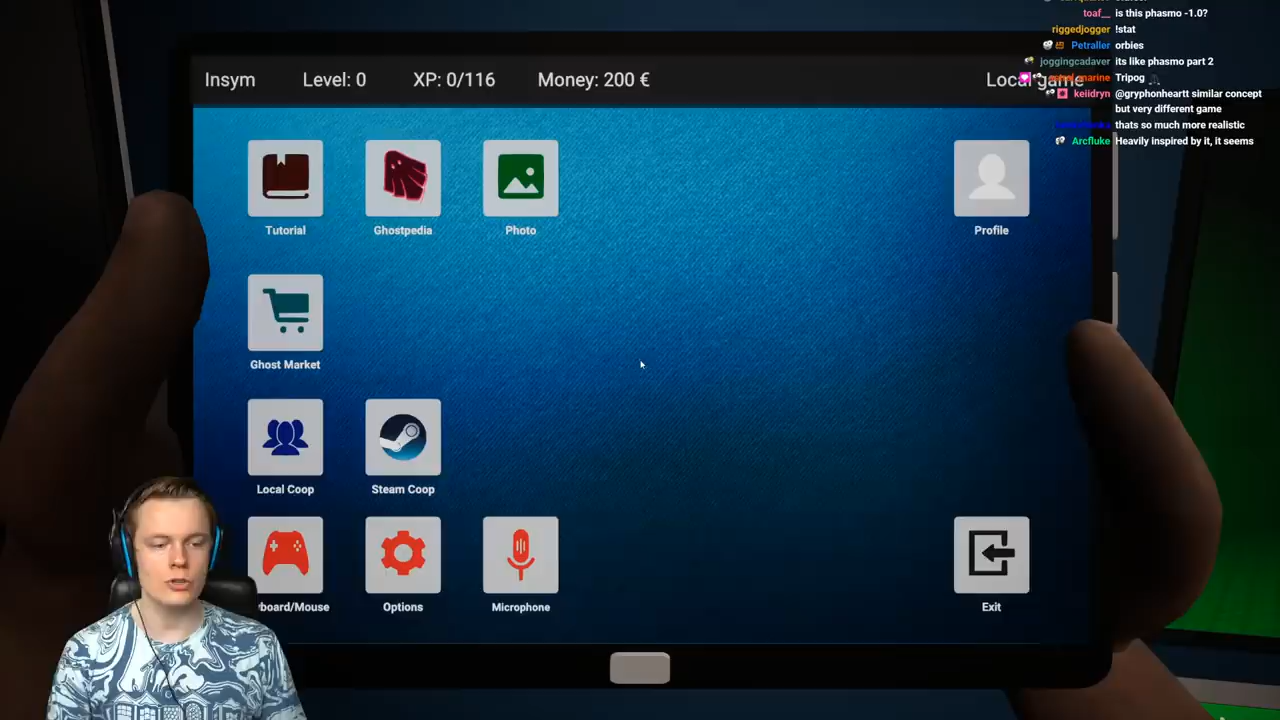 is this phasmo -1.0?
toaf__
riggedjogger !stat
Petraller orbies
joggingcadaver its like phasmo part 2
marine Tripog
keiidryn @gryphonheartt similar concept
but very different game
thats so much more realistic
Arcfluke Heavily inspired by it, it seems
Insym Level: 0 XP: 0/116 Money: 200 € Local game
Tutorial Ghostpedia Photo Profile
Ghost Market
Local Coop Steam Coop
board/Mouse Options Microphone Exit